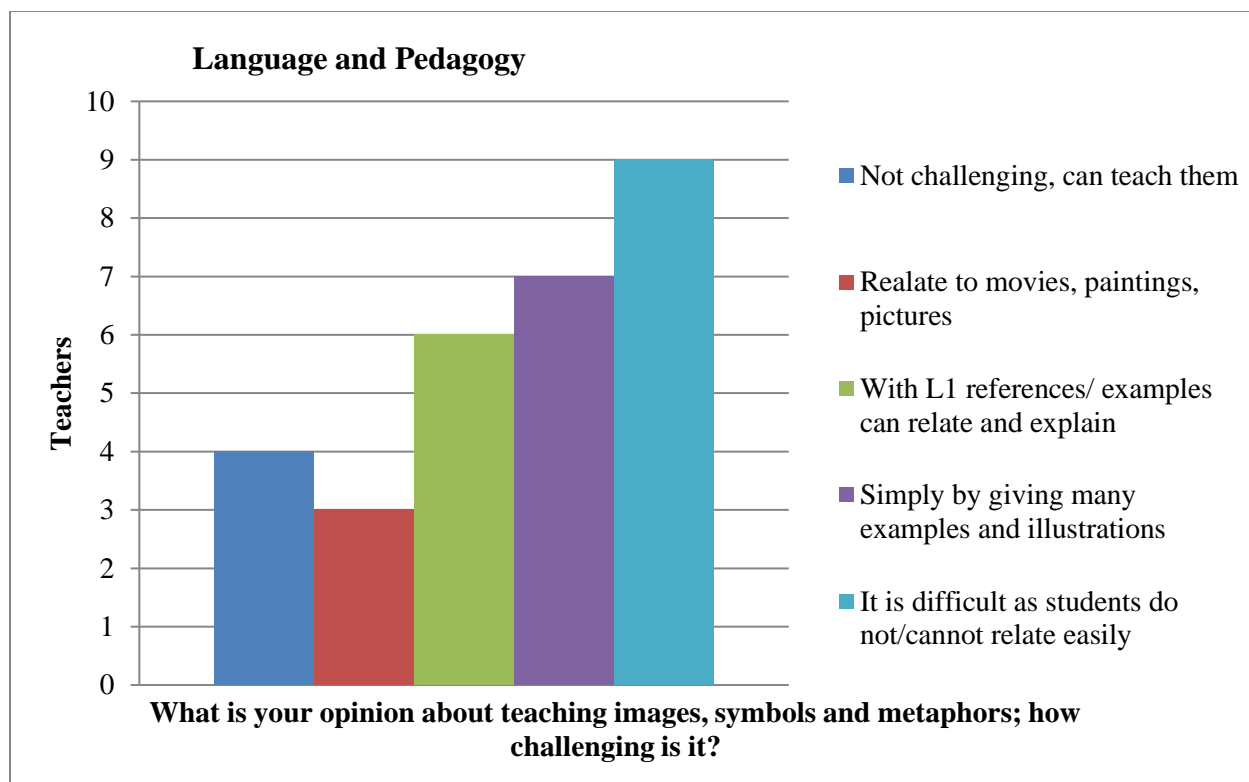 Language and Pedagogy
10
9
8
7
6
5
4
3
2
1
0
Teachers
What is your opinion about teaching images, symbols and metaphors; how
challenging is it?
Not challenging, can teach them
Realate to movies, paintings,
pictures
With L1 references/ examples
can relate and explain
Simply by giving many
examples and illustrations
It is difficult as students do
not/cannot relate easily